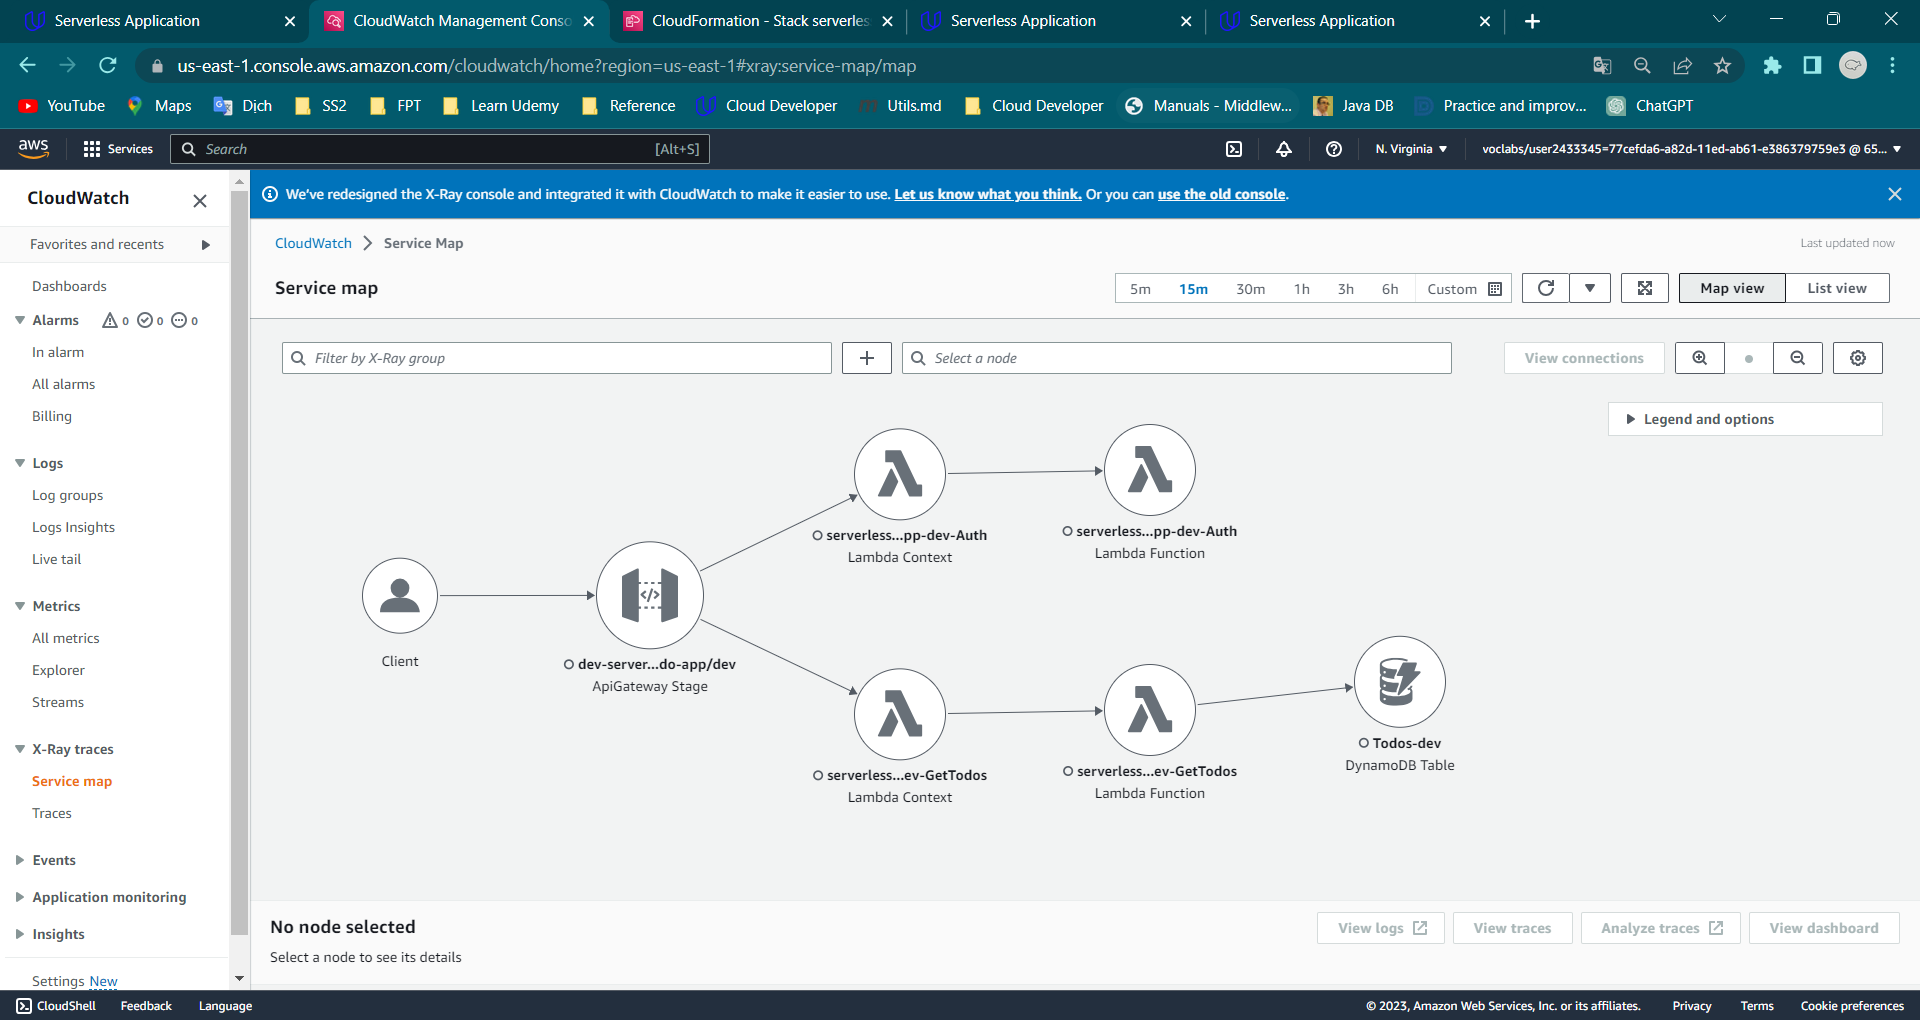 Serverless Application
CloudWatch Management Conso
CloudFormation - Stack serverles
Serverless Application
Serverless Application
us-east-1.console.aws.amazon.com/cloudwatch/home?region=us-east-1#xray:service-map/map
YouTube
Maps
Dịch
SS2
FPT
Learn Udemy
Reference
Cloud Developer
Utils.md
Cloud Developer
Manuals - Middlew...
Java DB
Practice and improv...
ChatGPT
aws
Services
Search
[Alt+S]
N. Virginia
voclabs/user2433345=77cefda6-a82d-11ed-ab61-e386379759e3 @ 65...
CloudWatch
Favorites and recents
Dashboards
Alarms 0 0 0
In alarm
All alarms
Billing
Logs
Log groups
Logs Insights
Live tail
Metrics
All metrics
Explorer
Streams
X-Ray traces
Service map
Traces
Events
Application monitoring
Insights
Settings New
We've redesigned the X-Ray console and integrated it with CloudWatch to make it easier to use. Let us know what you think. Or you can use the old console.
CloudWatch
Service Map
Last updated now
Service map
5m
15m
30m
1h
3h
6h
Custom
Map view
List view
Filter by X-Ray group
Select a node
View connections
Legend and options
serverless...pp-dev-Auth
Lambda Context
serverless...pp-dev-Auth
Lambda Function
Client
dev-server...do-app/dev
ApiGateway Stage
serverless...ev-GetTodos
Lambda Context
serverless...ev-GetTodos
Lambda Function
Todos-dev
DynamoDB Table
No node selected
Select a node to see its details
View logs
View traces
Analyze traces
View dashboard
CloudShell
Feedback
Language
© 2023, Amazon Web Services, Inc. or its affiliates.
Privacy
Terms
Cookie preferences